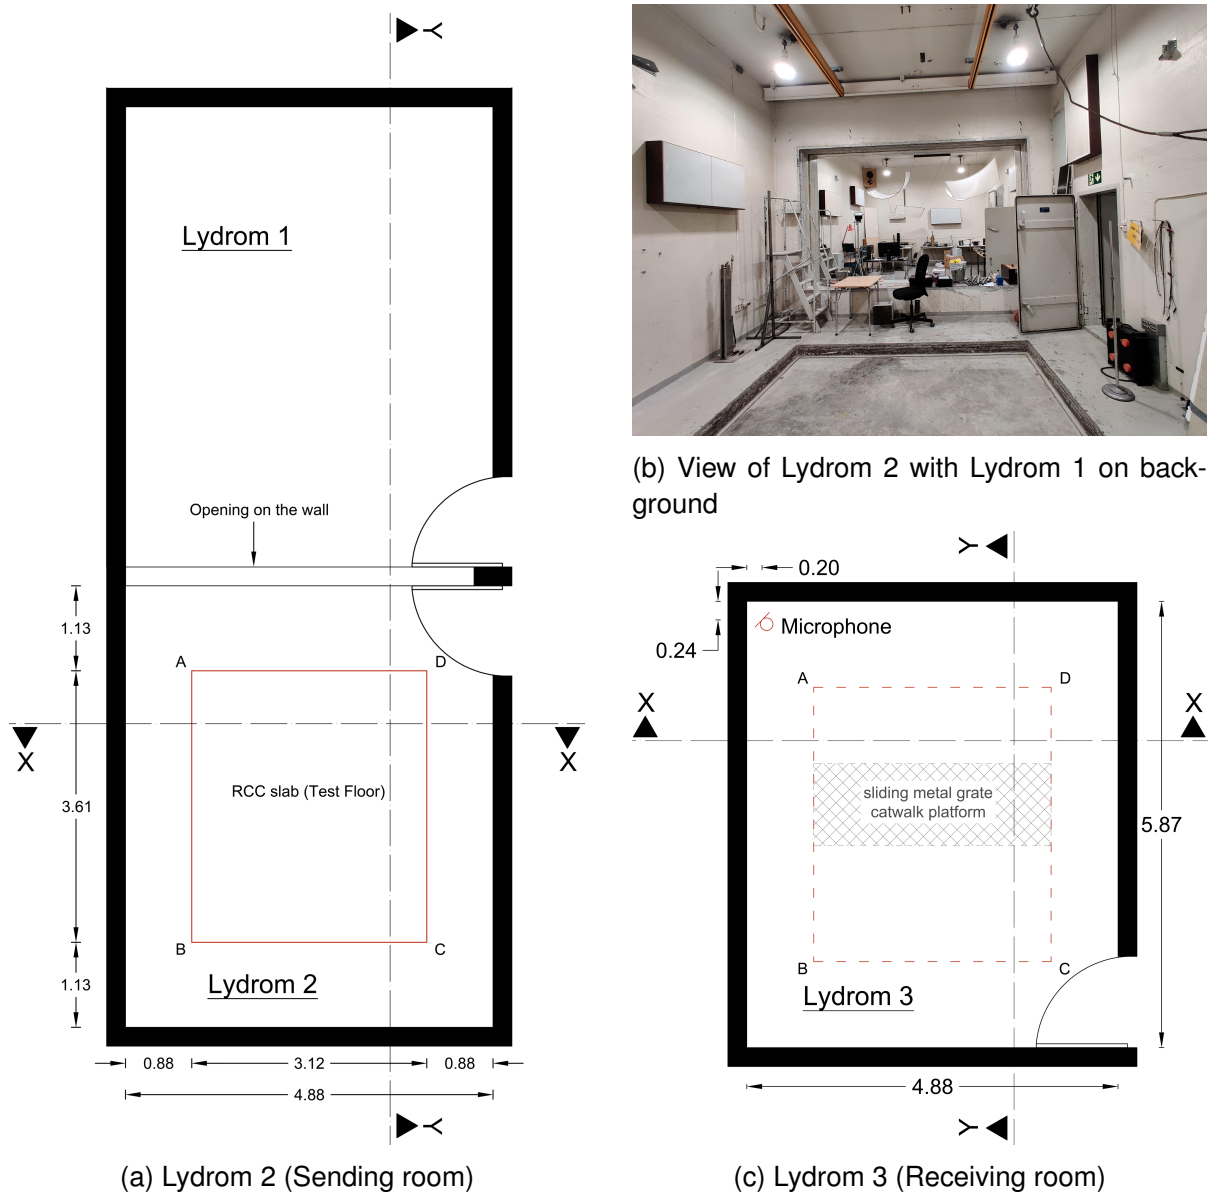 Y
Lydrom 1
Opening on the wall
1.13
A
D
X
X
3.61
RCC slab (Test Floor)
B
C
1.13
Lydrom 2
0.88
3.12
0.88
4.88
Y
(a) Lydrom 2 (Sending room)
(b) View of Lydrom 2 with Lydrom 1 on back-
ground
Y
0.20
Microphone
0.24
A
D
X
X
sliding metal grate
catwalk platform
5.87
B
C
Lydrom 3
4.88
Y
(c) Lydrom 3 (Receiving room)